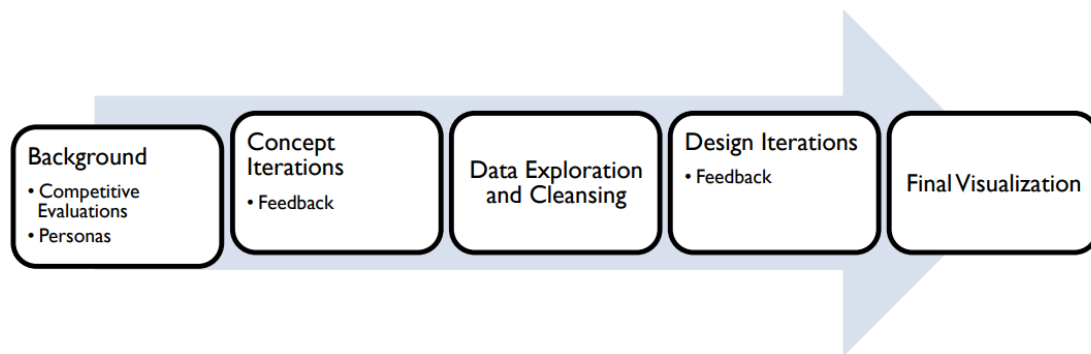 Background
• Competitive
Evaluations
• Personas
Concept
Iterations
• Feedback
Data Exploration
and Cleansing
Design Iterations
• Feedback
Final Visualization